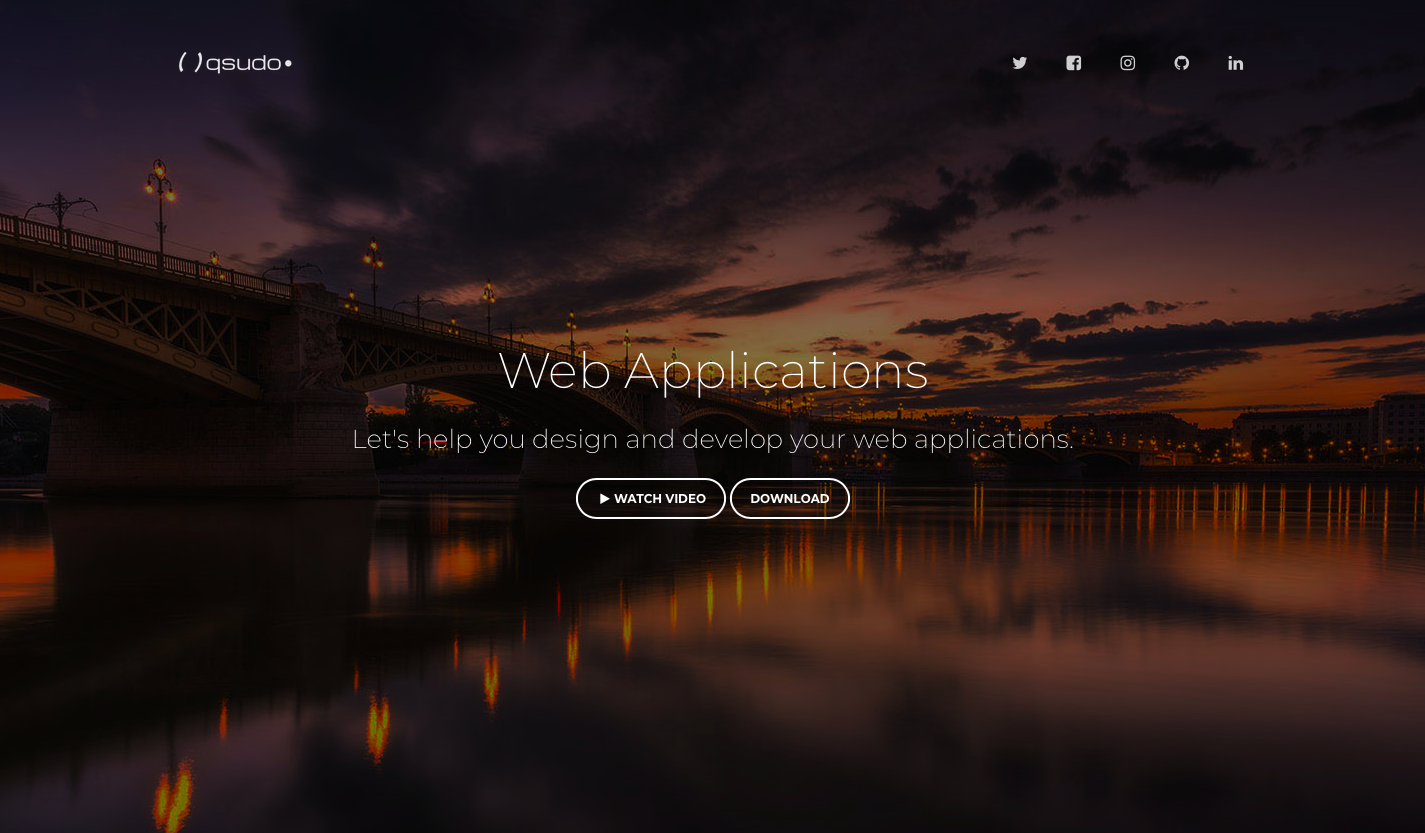 ( ) qsudo•
Web Applications
Let's help you design and develop your web applications.
WATCH VIDEO
DOWNLOAD